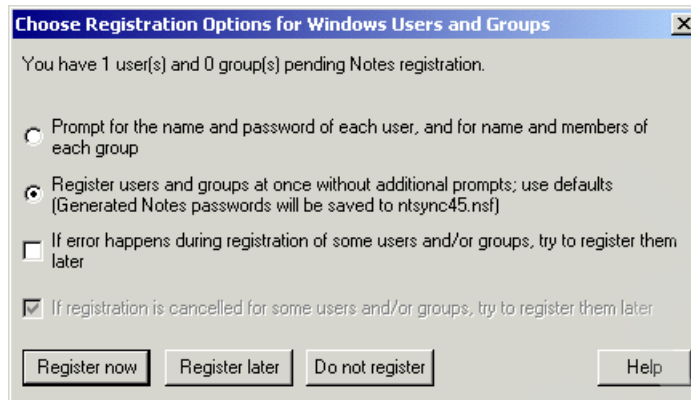 Choose Registration Options for Windows Users and Groups
You have 1 user(s) and 0 group(s) pending Notes registration.
Prompt for the name and password of each user, and for name and members of
each group
Register users and groups at once without additional prompts; use defaults
(Generated Notes passwords will be saved to ntsync45.nsf)
If error happens during registration of some users and/or groups, try to register them
later
If registration is cancelled for some users and/or groups, try to register them later
Register now Register later Do not register Help